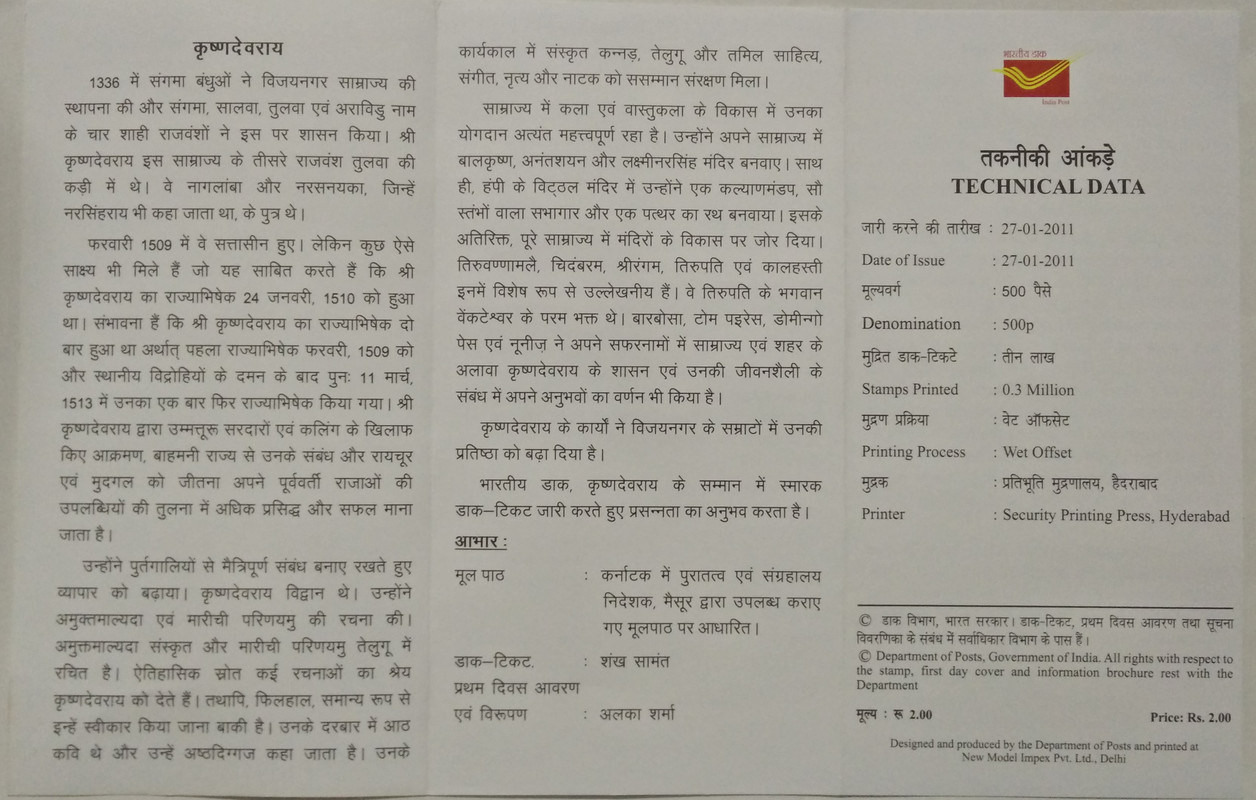 कृष्णदेवराय
1336 में संगमा बंधुओं ने विजयनगर साम्राज्य की
स्थापना की और संगमा, सालवा, तुलवा एवं अराविडु नाम
के चार शाही राजवंशों ने इस पर शासन किया। श्री
कृष्णदेवराय इस साम्राज्य के तीसरे राजवंश तुलवा की
कड़ी में थे। वे नागलांबा और नरसनयका, जिन्हें
नरसिंहराय भी कहा जाता था, के पुत्र थे।
फरवारी 1509 में वे सत्तासीन हुए। लेकिन कुछ ऐसे
साक्ष्य भी मिले हैं जो यह साबित करते हैं कि श्री
कृष्णदेवराय का राज्याभिषेक 24 जनवरी, 1510 को हुआ
था। संभावना हैं कि श्री कृष्णदेवराय का राज्याभिषेक दो
बार हुआ था अर्थात् पहला राज्याभिषेक फरवरी, 1509 को
और स्थानीय विद्रोहियों के दमन के बाद पुनः 11 मार्च,
1513 में उनका एक बार फिर राज्याभिषेक किया गया। श्री
कृष्णदेवराय द्वारा उम्मत्तूरू सरदारों एवं कलिंग के खिलाफ
किए आक्रमण, बाहमनी राज्य से उनके संबंध और रायचूर
एवं मुदगल को जीतना अपने पूर्ववर्ती राजाओं की
उपलब्धियों की तुलना में अधिक प्रसिद्ध और सफल माना
जाता है।
उन्होंने पुर्तगालियों से मैत्रिपूर्ण संबंध बनाए रखते हुए
व्यापार को बढ़ाया। कृष्णदेवराय विद्वान थे। उन्होंने
अमुक्तमाल्यदा एवं मारीची परिणयमु की रचना की।
अमुक्तमाल्यदा संस्कृत और मारीची परिणयमु तेलुगू में
रचित है। ऐतिहासिक स्रोत कई रचनाओं का श्रेय
कृष्णदेवराय को देते हैं। तथापि, फिलहाल, समान्य रूप से
इन्हें स्वीकार किया जाना बाकी है। उनके दरबार में आठ
कवि थे और उन्हें अष्ठदिग्गज कहा जाता है। उनके
कार्यकाल में संस्कृत कन्नड़, तेलुगू और तमिल साहित्य,
संगीत, नृत्य और नाटक को ससम्मान संरक्षण मिला।
साम्राज्य में कला एवं वास्तुकला के विकास में उनका
योगदान अत्यंत महत्त्वपूर्ण रहा है। उन्होंने अपने साम्राज्य में
बालकृष्ण, अनंतशयन और लक्ष्मीनरसिंह मंदिर बनवाए। साथ
ही, हंपी के विट्ठल मंदिर में उन्होंने एक कल्याणमंडप, सौ
स्तंभों वाला सभागार और एक पत्थर का रथ बनवाया। इसके
अतिरिक्त, पूरे साम्राज्य में मंदिरों के विकास पर जोर दिया।
तिरुवण्णामलै, चिदंबरम, श्रीरंगम, तिरुपति एवं कालहस्ती
इनमें विशेष रूप से उल्लेखनीय हैं। वे तिरुपति के भगवान
वेंकटेश्वर के परम भक्त थे। बारबोसा, टोम पइरेस, डोमीन्गो
पेस एवं नूनीज़ ने अपने सफरनामों में साम्राज्य एवं शहर के
अलावा कृष्णदेवराय के शासन एवं उनकी जीवनशैली के
संबंध में अपने अनुभवों का वर्णन भी किया है।
कृष्णदेवराय के कार्यों ने विजयनगर के सम्राटों में उनकी
प्रतिष्ठा को बढ़ा दिया है।
भारतीय डाक, कृष्णदेवराय के सम्मान में स्मारक
डाक–टिकट जारी करते हुए प्रसन्नता का अनुभव करता है।
आभार :
मूल पाठ : कर्नाटक में पुरातत्व एवं संग्रहालय
निदेशक, मैसूर द्वारा उपलब्ध कराए
गए मूलपाठ पर आधारित।
डाक–टिकट, : शंख सामंत
प्रथम दिवस आवरण
एवं विरूपण : अलका शर्मा
भारतीय डाक
India Post
तकनीकी आंकड़े
TECHNICAL DATA
जारी करने की तारीख : 27-01-2011
Date of Issue : 27-01-2011
मूल्यवर्ग : 500 पैसे
Denomination : 500p
मुद्रित डाक–टिकटे : तीन लाख
Stamps Printed : 0.3 Million
मुद्रण प्रक्रिया : वेट ऑफसेट
Printing Process : Wet Offset
मुद्रक : प्रतिभूति मुद्रणालय, हैदराबाद
Printer : Security Printing Press, Hyderabad
© डाक विभाग, भारत सरकार। डाक–टिकट, प्रथम दिवस आवरण तथा सूचना
विवरणिका के संबंध में सर्वाधिकार विभाग के पास हैं।
© Department of Posts, Government of India. All rights with respect to
the stamp, first day cover and information brochure rest with the
Department
मूल्य : रू 2.00 Price: Rs. 2.00
Designed and produced by the Department of Posts and printed at
New Model Impex Pvt. Ltd., Delhi